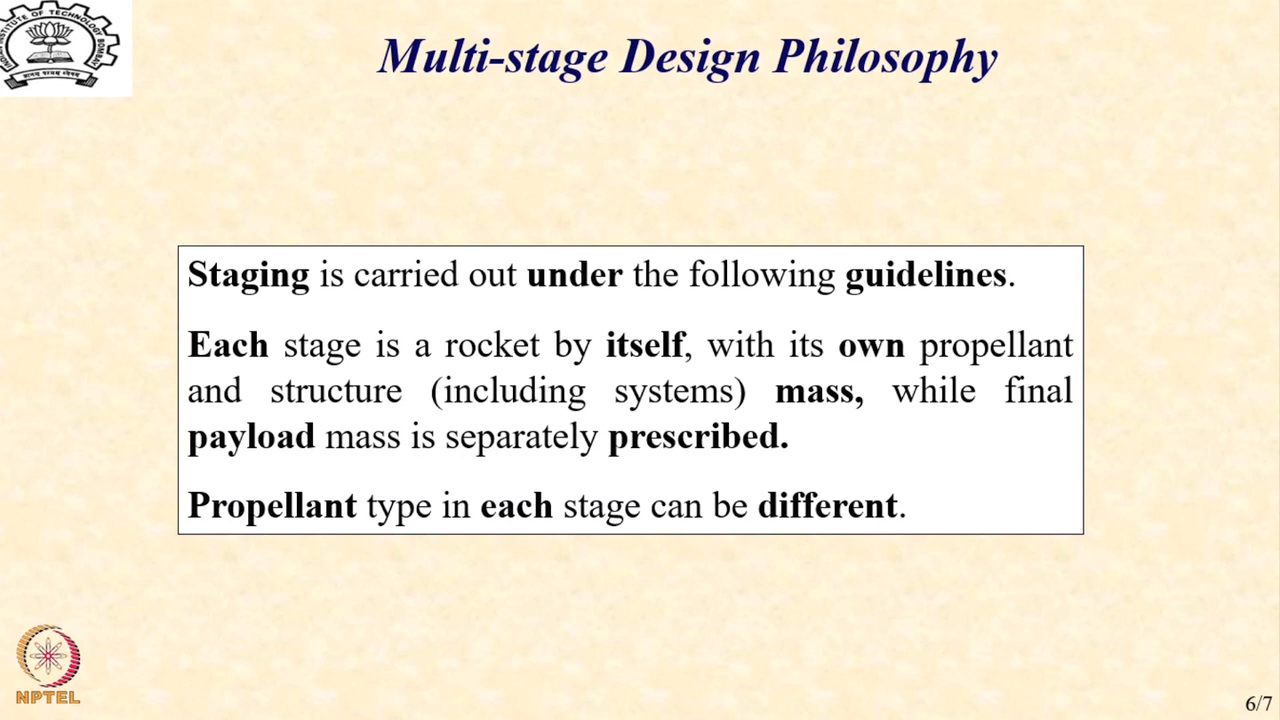 Multi-stage Design Philosophy
Staging is carried out under the following guidelines.
Each stage is a rocket by itself, with its own propellant
and structure (including systems) mass, while final
payload mass is separately prescribed.
Propellant type in each stage can be different.
NPTEL
6/7